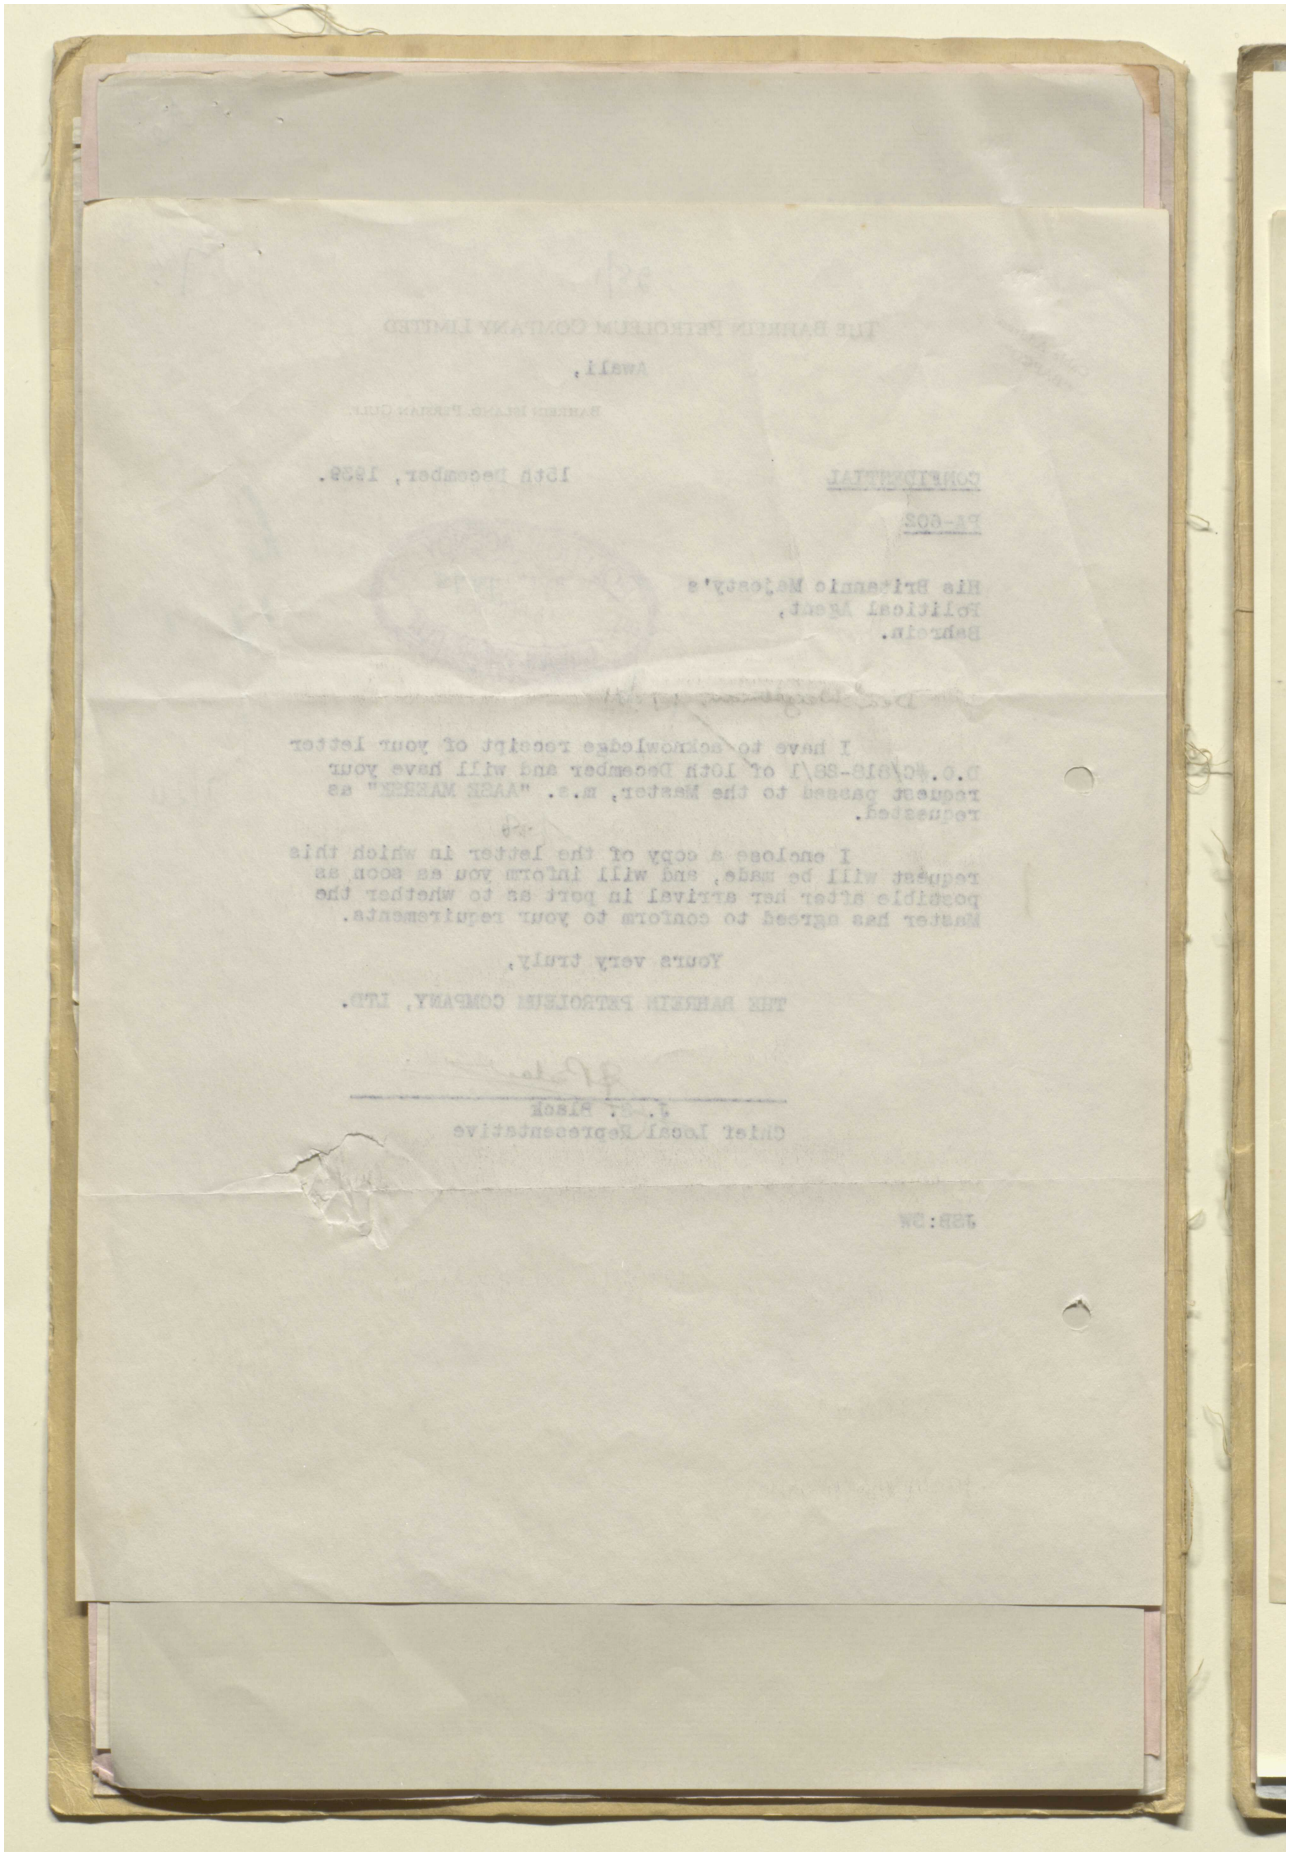 THE BAHREIN PETROLEUM COMPANY LIMITED
Awali,
BAHREIN ISLAND, PERSIAN GULF
CONFIDENTIAL 15th December, 1939.
PA-602
His Britannic Majesty's
Political Agent,
Bahrein.
I have to acknowledge receipt of your letter
D.O.#C/818-28/1 of 10th December and will have your
request passed to the Master, m.s. "AASE MAERSK" as
requested.
I enclose a copy of the letter in which this
request will be made, and will inform you as soon as
possible after her arrival in port as to whether the
Master has agreed to conform to your requirements.
Yours very truly,
THE BAHREIN PETROLEUM COMPANY, LTD.
J. S. Black
Chief Local Representative
JSB:DW